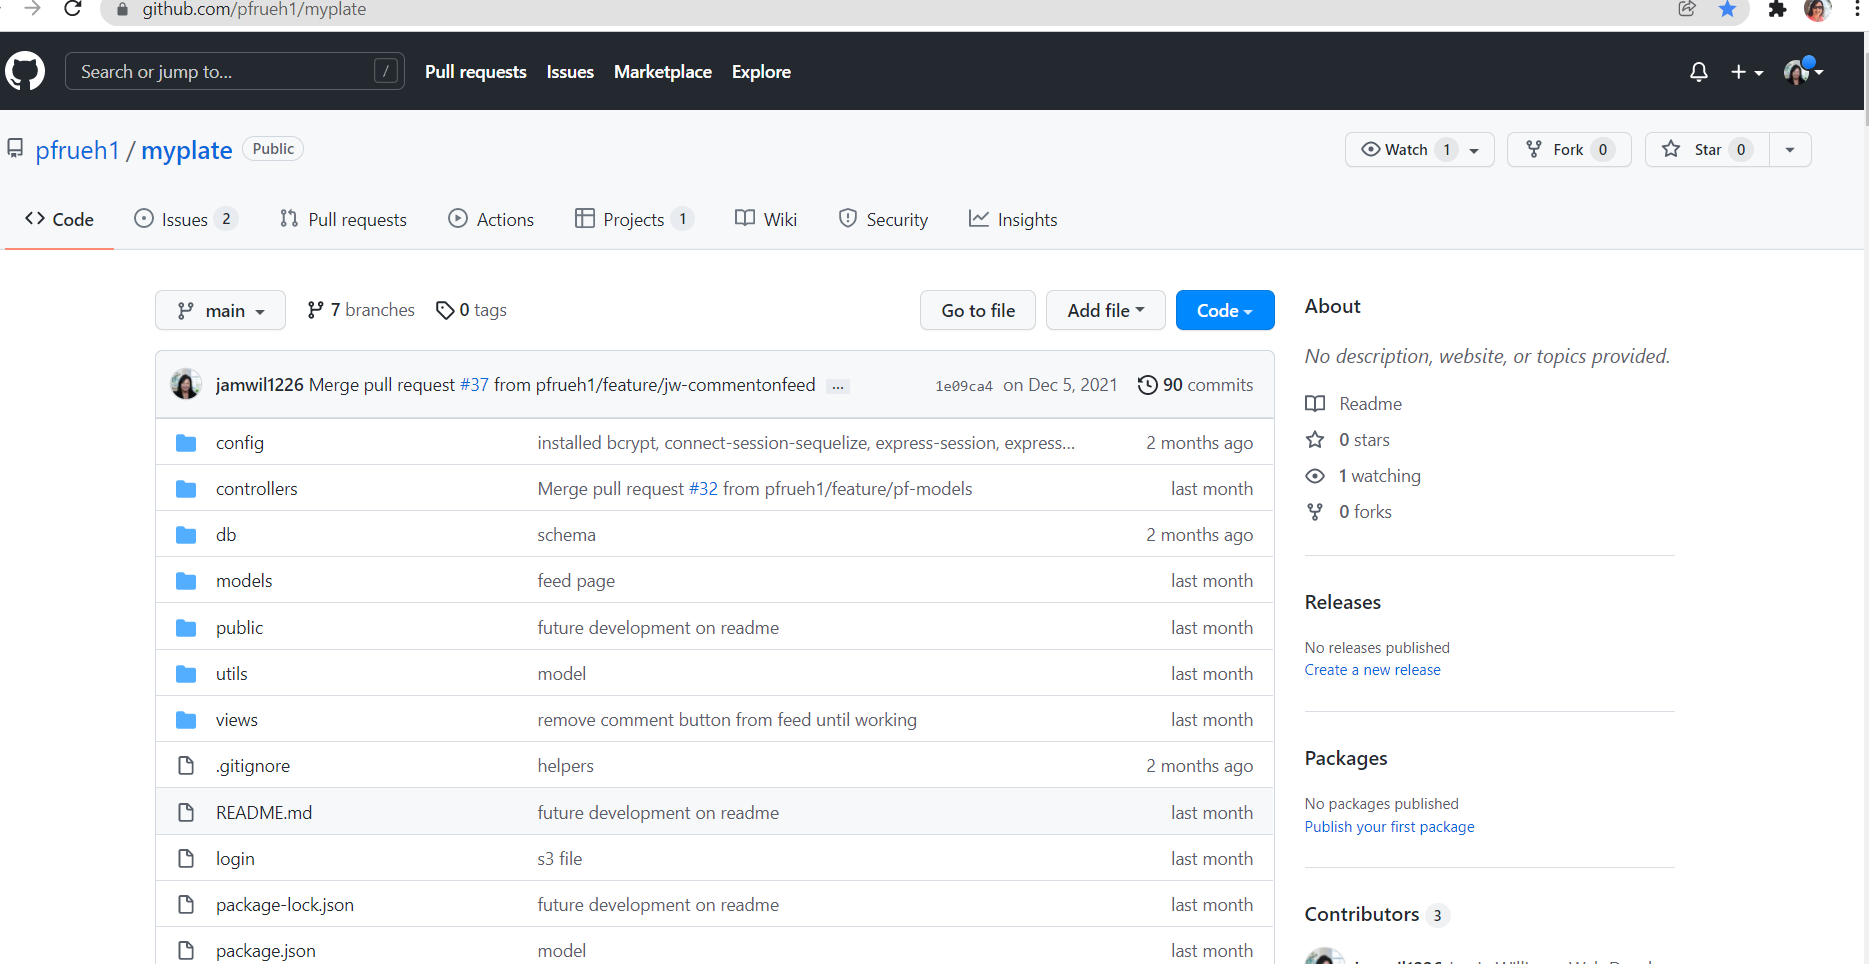 github.com/pfrueh1/myplate
Search or jump to... / Pull requests Issues Marketplace Explore
pfrueh1 / myplate Public Watch 1 Fork 0 Star 0
Code Issues 2 Pull requests Actions Projects 1 Wiki Security Insights
main 7 branches 0 tags Go to file Add file Code
jamwil1226 Merge pull request #37 from pfrueh1/feature/jw-commentonfeed ... 1e09ca4 on Dec 5, 2021 90 commits
config installed bcrypt, connect-session-sequelize, express-session, express... 2 months ago
controllers Merge pull request #32 from pfrueh1/feature/pf-models last month
db schema 2 months ago
models feed page last month
public future development on readme last month
utils model last month
views remove comment button from feed until working last month
.gitignore helpers 2 months ago
README.md future development on readme last month
login s3 file last month
package-lock.json future development on readme last month
package.json model last month
About
No description, website, or topics provided.
Readme
0 stars
1 watching
0 forks
Releases
No releases published
Create a new release
Packages
No packages published
Publish your first package
Contributors 3